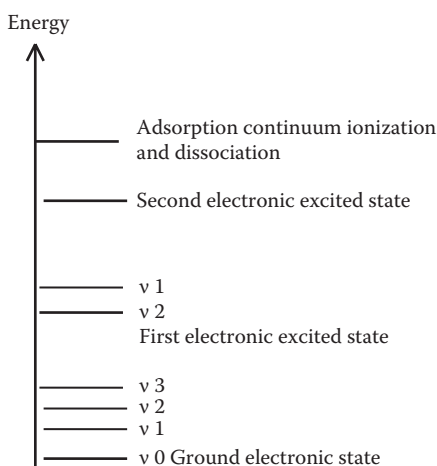 Energy
Adsorption continuum ionization
and dissociation
Second electronic excited state
ν 1
ν 2
First electronic excited state
ν 3
ν 2
ν 1
ν 0 Ground electronic state